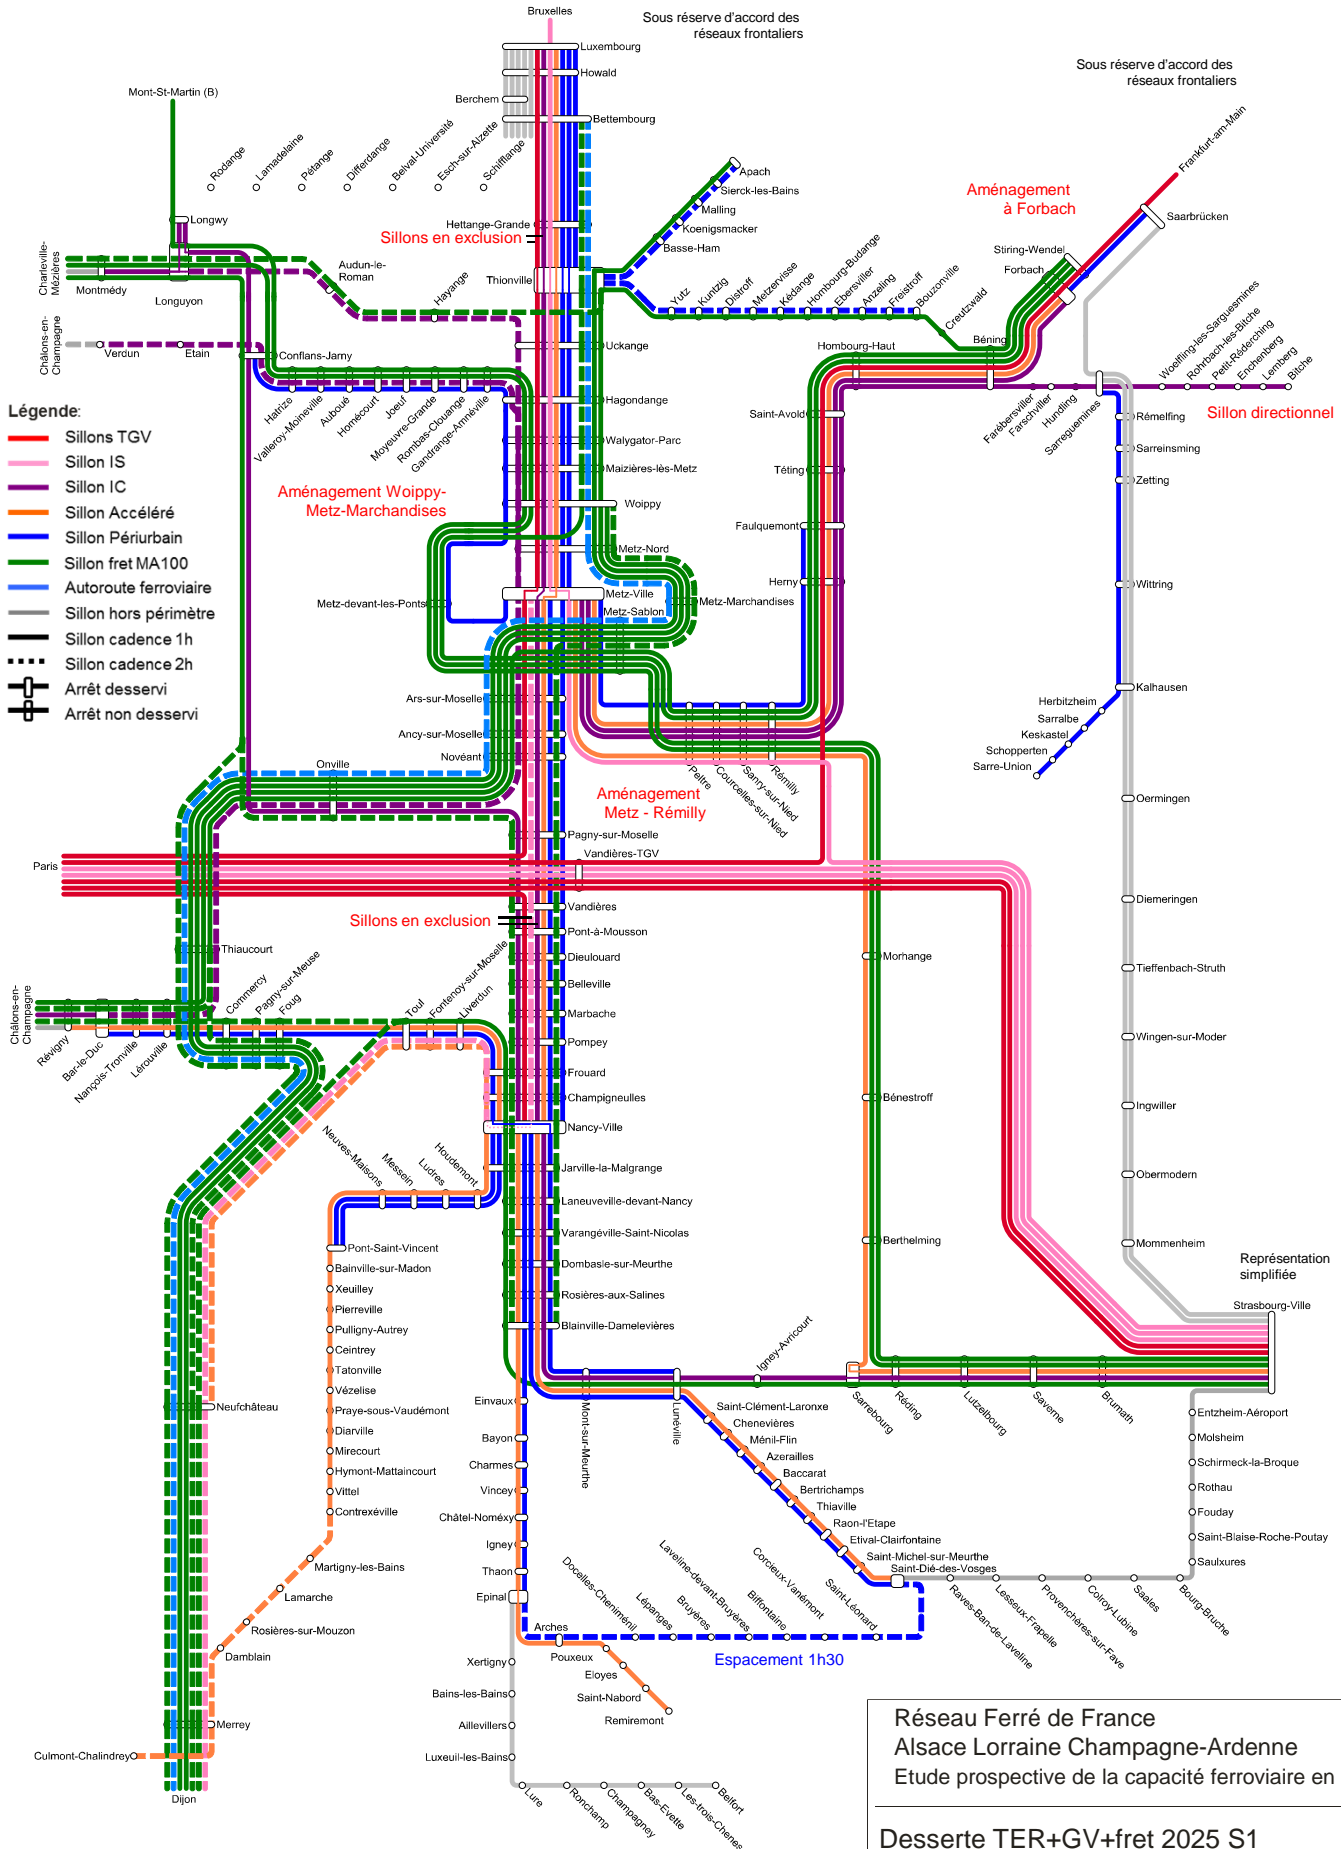 Bruxelles
Sous réserve d'accord des
réseaux frontaliers
Luxembourg
Howald
Berchem
Bettembourg
Sous réserve d'accord des
réseaux frontaliers
Mont-St-Martin (B)
Rodange
Lamadelaine
Pétange
Differdange
Belval-Université
Esch-sur-Alzette
Schifflange
Frankfurt-am-Main
Apach
Sierck-les-Bains
Malling
Koenigsmacker
Basse-Ham
Aménagement
à Forbach
Saarbrücken
Longwy
Hettange-Grande
Sillons en exclusion
Stiring-Wendel
Forbach
Charleville-
Mézières
Montmédy
Longuyon
Audun-le-
Roman
Hayange
Thionville
Yutz
Kuntzig
Distroff
Metzervisse
Kédange
Hombourg-Budange
Ebersviller
Anzeling
Freistroff
Bouzonville
Creutzwald
Béning
Hombourg-Haut
Châlons-en-
Champagne
Verdun
Etain
Conflans-Jarny
Uckange
Hatrize
Valleroy-Moineville
Auboué
Homécourt
Joeuf
Moyeuvre-Grande
Rombas-Clouange
Gandrange-Amnéville
Hagondange
Walygator-Parc
Maizières-lès-Metz
Saint-Avold
Téting
Faulquemont
Herny
Farébersviller
Farschviller
Hundling
Sarreguemines
Woelfling-les-Sarguesmines
Rohrbach-les-Bitche
Petit-Réderching
Enchenberg
Lemberg
Bitche
Sillon directionnel
Rémelfing
Sarreinsming
Zetting
Wittring
Kalhausen
Herbitzheim
Sarralbe
Keskastel
Schopperten
Sarre-Union
Oermingen
Diemeringen
Tieffenbach-Struth
Wingen-sur-Moder
Ingwiller
Obermodern
Mommenheim
Légende:
Sillons TGV
Sillon IS
Sillon IC
Sillon Accéléré
Sillon Périurbain
Sillon fret MA100
Autoroute ferroviaire
Sillon hors périmètre
Sillon cadence 1h
Sillon cadence 2h
Arrêt desservi
Arrêt non desservi
Aménagement Woippy-
Metz-Marchandises
Woippy
Metz-Nord
Metz-Ville
Metz-devant-les-Ponts
Metz-Sablon
Metz-Marchandises
Ars-sur-Moselle
Ancy-sur-Moselle
Novéant
Onville
Peltre
Courcelles-sur-Nied
Sanry-sur-Nied
Rémilly
Aménagement
Metz - Rémilly
Pagny-sur-Moselle
Vandières-TGV
Paris
Vandières
Sillons en exclusion
Pont-à-Mousson
Dieulouard
Belleville
Marbache
Pompey
Frouard
Champigneulles
Nancy-Ville
Thiaucourt
Châlons-en-
Champagne
Révigny
Bar-le-Duc
Nançois-Tronville
Lérouville
Commercy
Pagny-sur-Meuse
Foug
Toul
Fontenoy-sur-Moselle
Liverdun
Morhange
Bénestroff
Berthelming
Neuves-Maisons
Messein
Ludres
Houdemont
Jarville-la-Malgrange
Laneuveville-devant-Nancy
Varangéville-Saint-Nicolas
Dombasle-sur-Meurthe
Rosières-aux-Salines
Blainville-Damelevières
Pont-Saint-Vincent
Bainville-sur-Madon
Xeuilley
Pierreville
Pulligny-Autrey
Ceintrey
Tatonville
Vézelise
Praye-sous-Vaudémont
Diarville
Mirecourt
Hymont-Mattaincourt
Vittel
Contrexéville
Martigny-les-Bains
Lamarche
Rosières-sur-Mouzon
Damblain
Neufchâteau
Merrey
Culmont-Chalindrey
Dijon
Représentation
simplifiée
Strasbourg-Ville
Igney-Avricourt
Sarrebourg
Réding
Lutzelbourg
Saverne
Brumath
Mont-sur-Meurthe
Lunéville
Einvaux
Bayon
Charmes
Vincey
Châtel-Noméxy
Igney
Thaon
Epinal
Saint-Clément-Laronxe
Chenevières
Ménil-Flin
Azerailles
Baccarat
Bertrichamps
Thiaville
Raon-l'Etape
Etival-Clairfontaine
Saint-Michel-sur-Meurthe
Saint-Dié-des-Vosges
Entzheim-Aéroport
Molsheim
Schirmeck-la-Broque
Rothau
Fouday
Saint-Blaise-Roche-Poutay
Saulxures
Bourg-Bruche
Saales
Colroy-Lubine
Provenchères-sur-Fave
Lesseux-Frapelle
Raves-Ban-de-Laveline
Arches
Docelles-Cheniménil
Lépanges
Bruyères
Laveline-devant-Bruyères
Biffontaine
Corcieux-Vanémont
Saint-Léonard
Espacement 1h30
Pouxeux
Eloyes
Saint-Nabord
Remiremont
Xertigny
Bains-les-Bains
Aillevillers
Luxeuil-les-Bains
Lure
Ronchamp
Champagney
Bas-Evette
Les-trois-Chenes
Belfort
Réseau Ferré de France
Alsace Lorraine Champagne-Ardenne
Etude prospective de la capacité ferroviaire en
Desserte TER+GV+fret 2025 S1